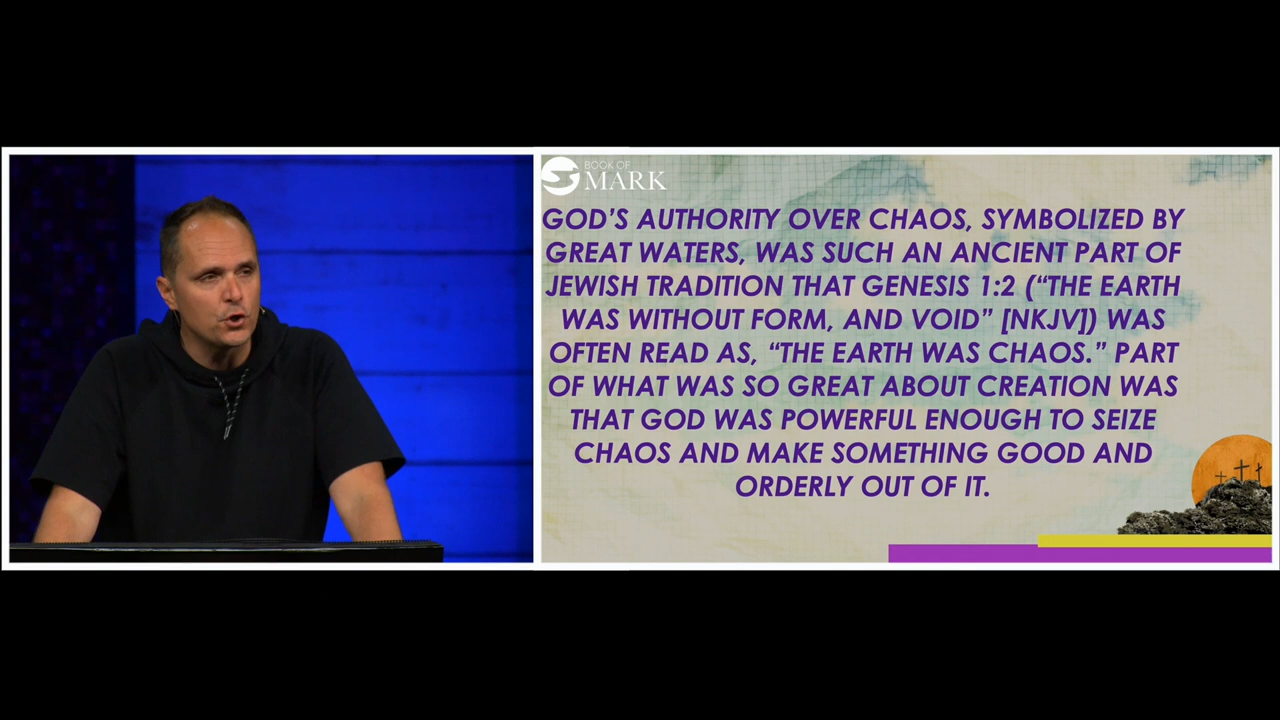 BOOK OF
MARK
GOD’S AUTHORITY OVER CHAOS, SYMBOLIZED BY
GREAT WATERS, WAS SUCH AN ANCIENT PART OF
JEWISH TRADITION THAT GENESIS 1:2 (“THE EARTH
WAS WITHOUT FORM, AND VOID” [NKJV]) WAS
OFTEN READ AS, “THE EARTH WAS CHAOS.” PART
OF WHAT WAS SO GREAT ABOUT CREATION WAS
THAT GOD WAS POWERFUL ENOUGH TO SEIZE
CHAOS AND MAKE SOMETHING GOOD AND
ORDERLY OUT OF IT.